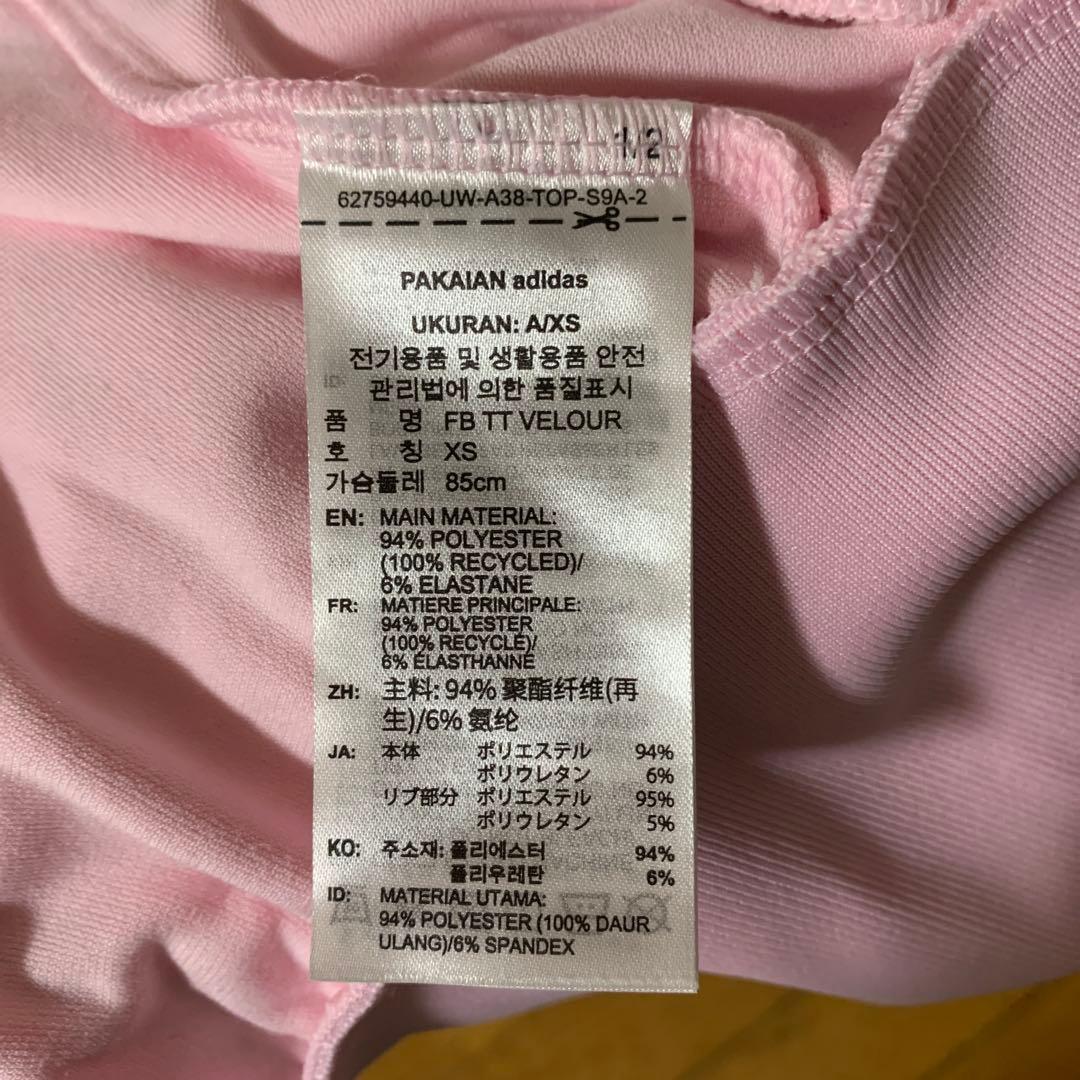 1/2
62759440-UW-A38-TOP-S9A-2
PAKAIAN adidas
UKURAN: A/XS
전기용품 및 생활용품 안전
관리법에 의한 품질표시
품 명 FB TT VELOUR
호 칭 XS
가슴둘레 85cm
EN: MAIN MATERIAL:
94% POLYESTER
(100% RECYCLED)/
6% ELASTANE
FR: MATIERE PRINCIPALE:
94% POLYESTER
(100% RECYCLÉ)/
6% ÉLASTHANNE
ZH: 主料: 94% 聚酯纤维(再
生)/6% 氨纶
JA: 本体 ポリエステル 94%
ポリウレタン 6%
リブ部分 ポリエステル 95%
ポリウレタン 5%
KO: 주소재: 폴리에스터 94%
폴리우레탄 6%
ID: MATERIAL UTAMA:
94% POLYESTER (100% DAUR
ULANG)/6% SPANDEX